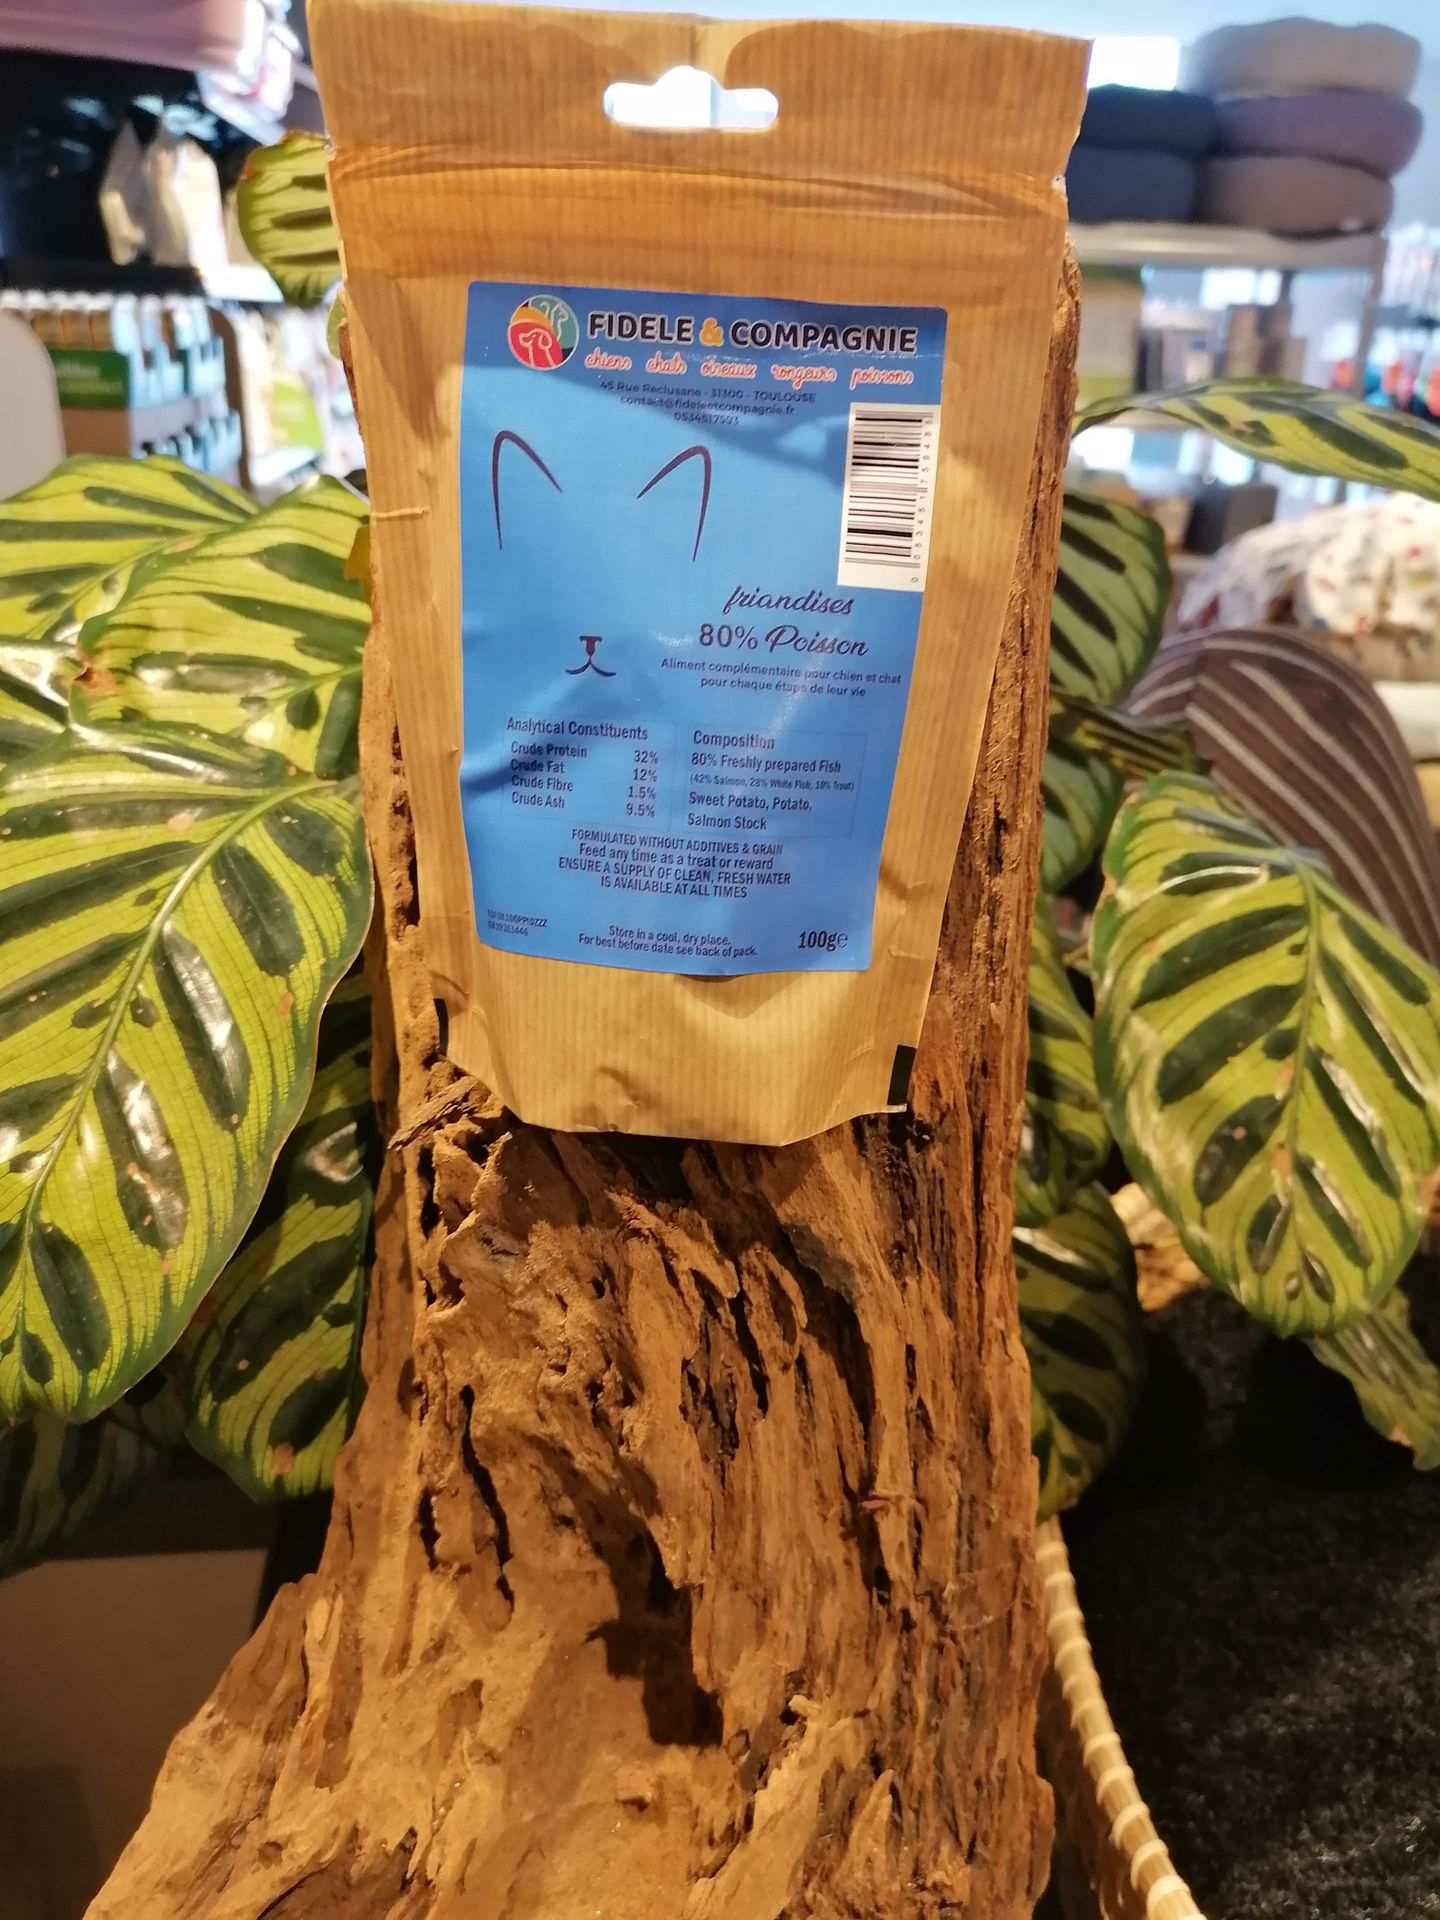 FIDELE & COMPAGNIE
chiens chats oiseaux rongeurs poissons
45 Rue Reclusane - 31300 - TOULOUSE
contact@fideleetcompagnie.fr
0534517593
friandises
80% Poisson
Aliment complémentaire pour chien et chat
pour chaque étape de leur vie
Analytical Constituents
Crude Protein 32%
Crude Fat 12%
Crude Fibre 1.5%
Crude Ash 9.5%
Composition
80% Freshly prepared Fish
(42% Salmon, 28% White Fish, 10% Trout)
Sweet Potato, Potato,
Salmon Stock
FORMULATED WITHOUT ADDITIVES & GRAIN
Feed any time as a treat or reward
ENSURE A SUPPLY OF CLEAN, FRESH WATER
IS AVAILABLE AT ALL TIMES
Store in a cool, dry place.
For best before date see back of pack.
100g℮